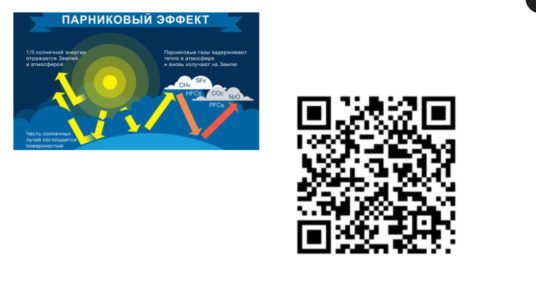 ПАРНИКОВЫЙ ЭФФЕКТ
1/3 солнечной энергии
отражается Землей
и атмосферой
Парниковые газы задерживают
тепло в атмосфере
и вновь излучают на Землю
CH₄
SF₆
HFCs
CO₂
N₂O
PFCs
Часть солнечных
лучей поглощается
поверхностью